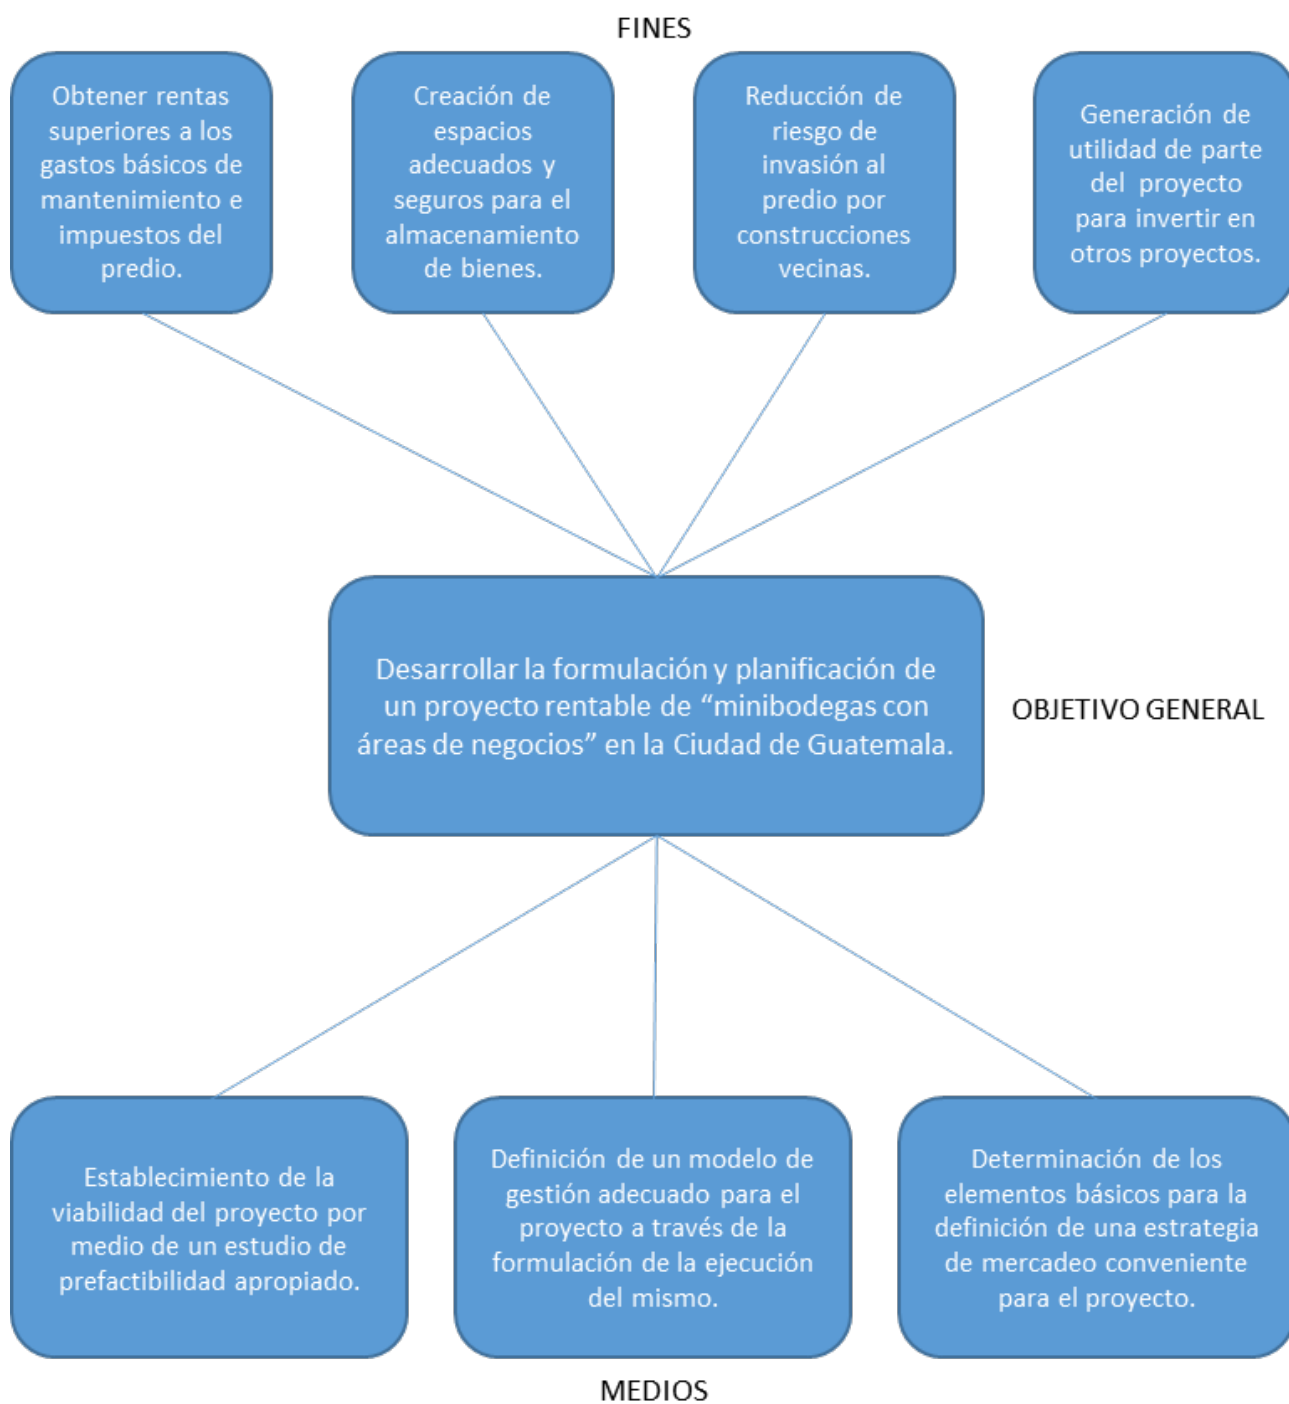 FINES
Obtener rentas
superiores a los
gastos básicos de
mantenimiento e
impuestos del
predio.
Creación de
espacios
adecuados y
seguros para el
almacenamiento
de bienes.
Reducción de
riesgo de
invasión al
predio por
construcciones
vecinas.
Generación de
utilidad de parte
del proyecto
para invertir en
otros proyectos.
Desarrollar la formulación y planificación de
un proyecto rentable de “minibodegas con
áreas de negocios” en la Ciudad de Guatemala.
OBJETIVO GENERAL
Establecimiento de la
viabilidad del proyecto por
medio de un estudio de
prefactibilidad apropiado.
Definición de un modelo de
gestión adecuado para el
proyecto a través de la
formulación de la ejecución
del mismo.
Determinación de los
elementos básicos para la
definición de una estrategia
de mercadeo conveniente
para el proyecto.
MEDIOS